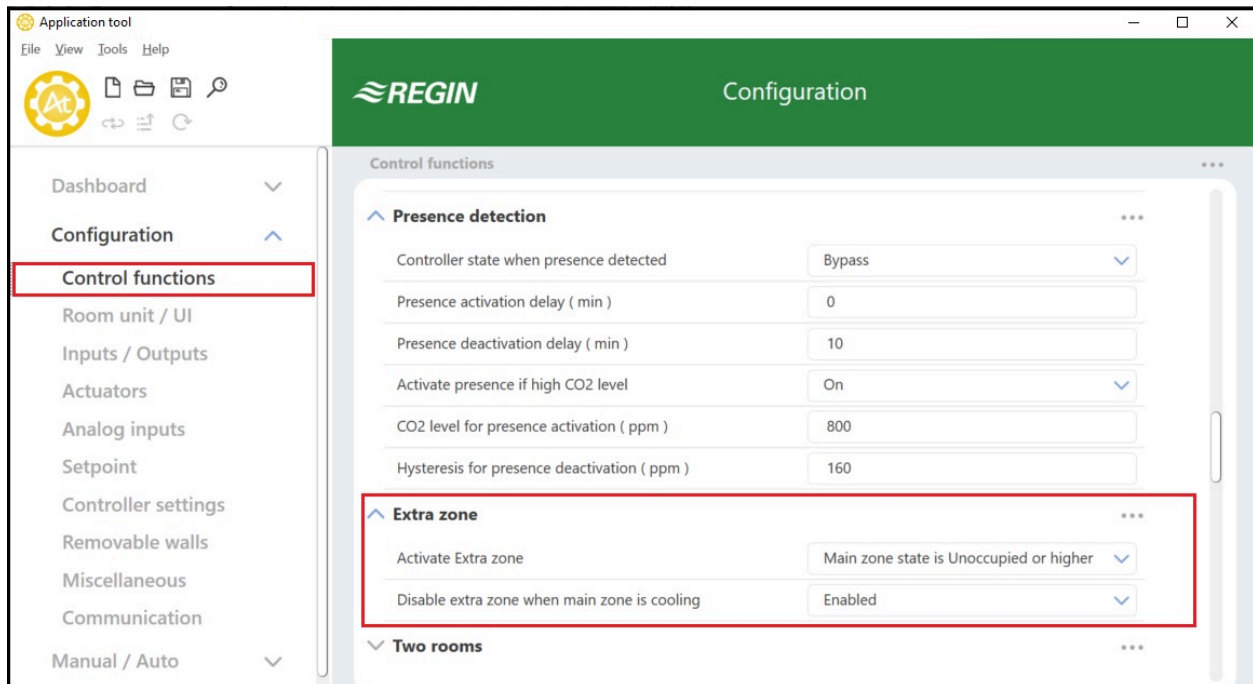 Application tool
File View Tools Help
At
REGIN
Configuration
Dashboard
Configuration
Control functions
Room unit / UI
Inputs / Outputs
Actuators
Analog inputs
Setpoint
Controller settings
Removable walls
Miscellaneous
Communication
Manual / Auto
Control functions
Presence detection
Controller state when presence detected Bypass
Presence activation delay ( min ) 0
Presence deactivation delay ( min ) 10
Activate presence if high CO2 level On
CO2 level for presence activation ( ppm ) 800
Hysteresis for presence deactivation ( ppm ) 160
Extra zone
Activate Extra zone Main zone state is Unoccupied or higher
Disable extra zone when main zone is cooling Enabled
Two rooms